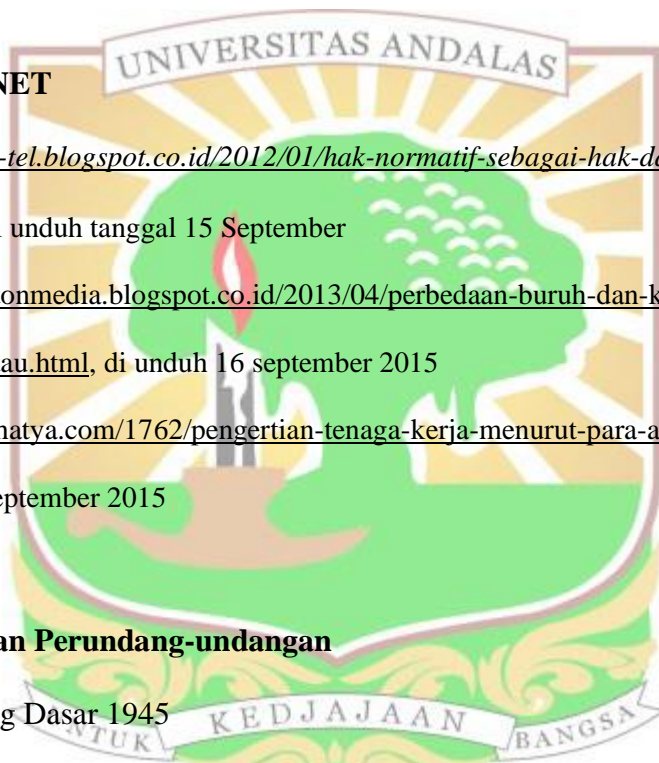 UNIVERSITAS ANDALAS
NET
-tel.blogspot.co.id/2012/01/hak-normatif-sebagai-hak-da
unduh tanggal 15 September
onmedia.blogspot.co.id/2013/04/perbedaan-buruh-dan-k
au.html, di unduh 16 september 2015
natya.com/1762/pengertian-tenaga-kerja-menurut-para-a
eptember 2015
an Perundang-undangan
g Dasar 1945
NTUK KEDJAJAAN BANGSA